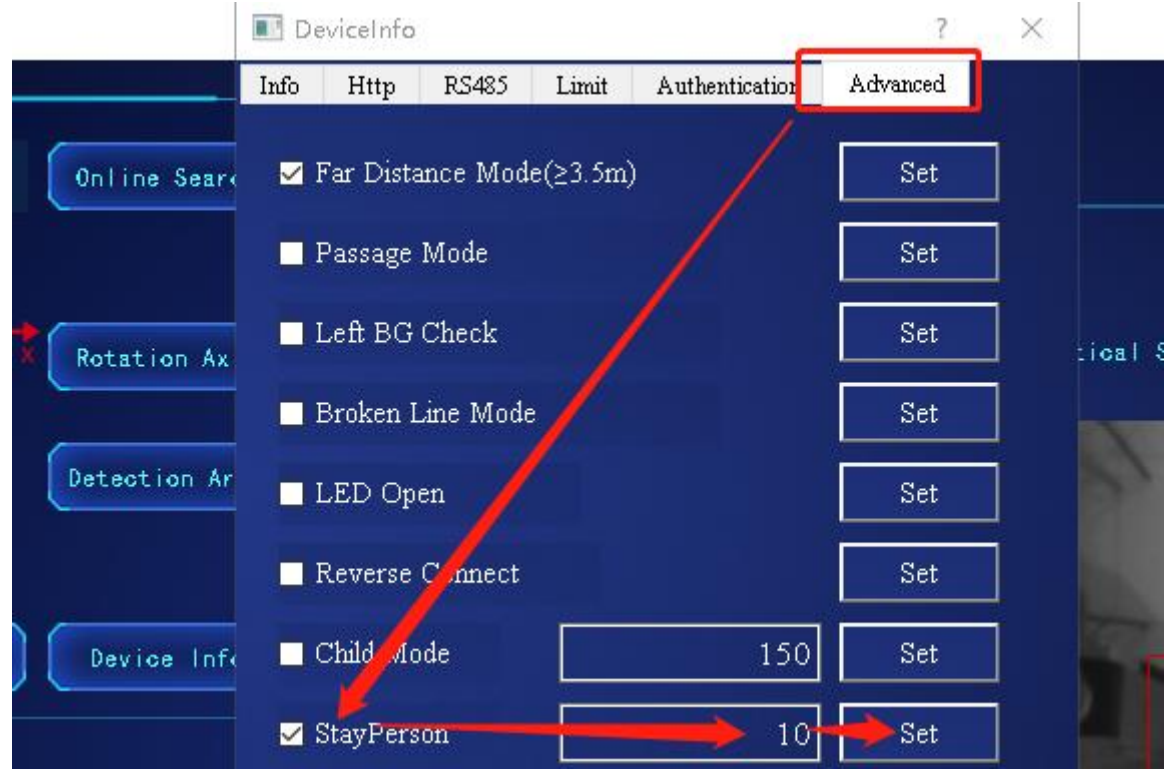 DeviceInfo ? ×
Info Http RS485 Limit Authentication Advanced
Online Sear
Far Distance Mode(≥3.5m) Set
Passage Mode Set
Left BG Check Set
X
Rotation Ax
tical S
Broken Line Mode Set
Detection Ar
LED Open Set
Reverse Connect Set
Device Inf
Child Mode 150 Set
StayPerson 10 Set